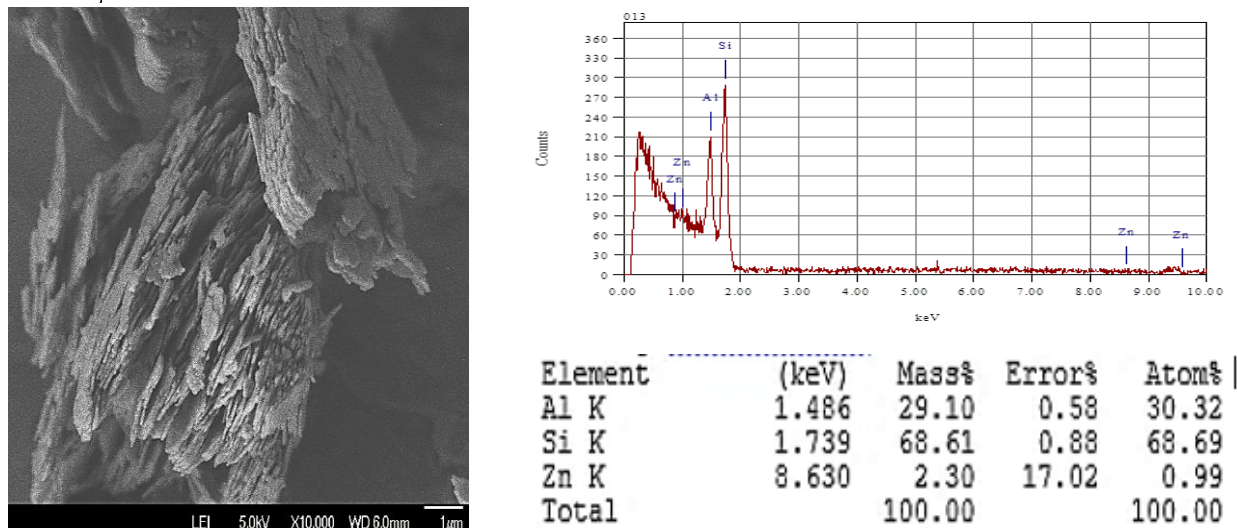 LEI 5.0kV X10,000 WD 6.0mm 1μm
013
Counts
360
330
300
270
240
210
180
150
120
90
60
30
0
Si
Al
Zn
Zn
Zn Zn
0.00 1.00 2.00 3.00 4.00 5.00 6.00 7.00 8.00 9.00 10.00
keV
Element (keV) Mass% Error% Atom%
Al K 1.486 29.10 0.58 30.32
Si K 1.739 68.61 0.88 68.69
Zn K 8.630 2.30 17.02 0.99
Total 100.00 100.00